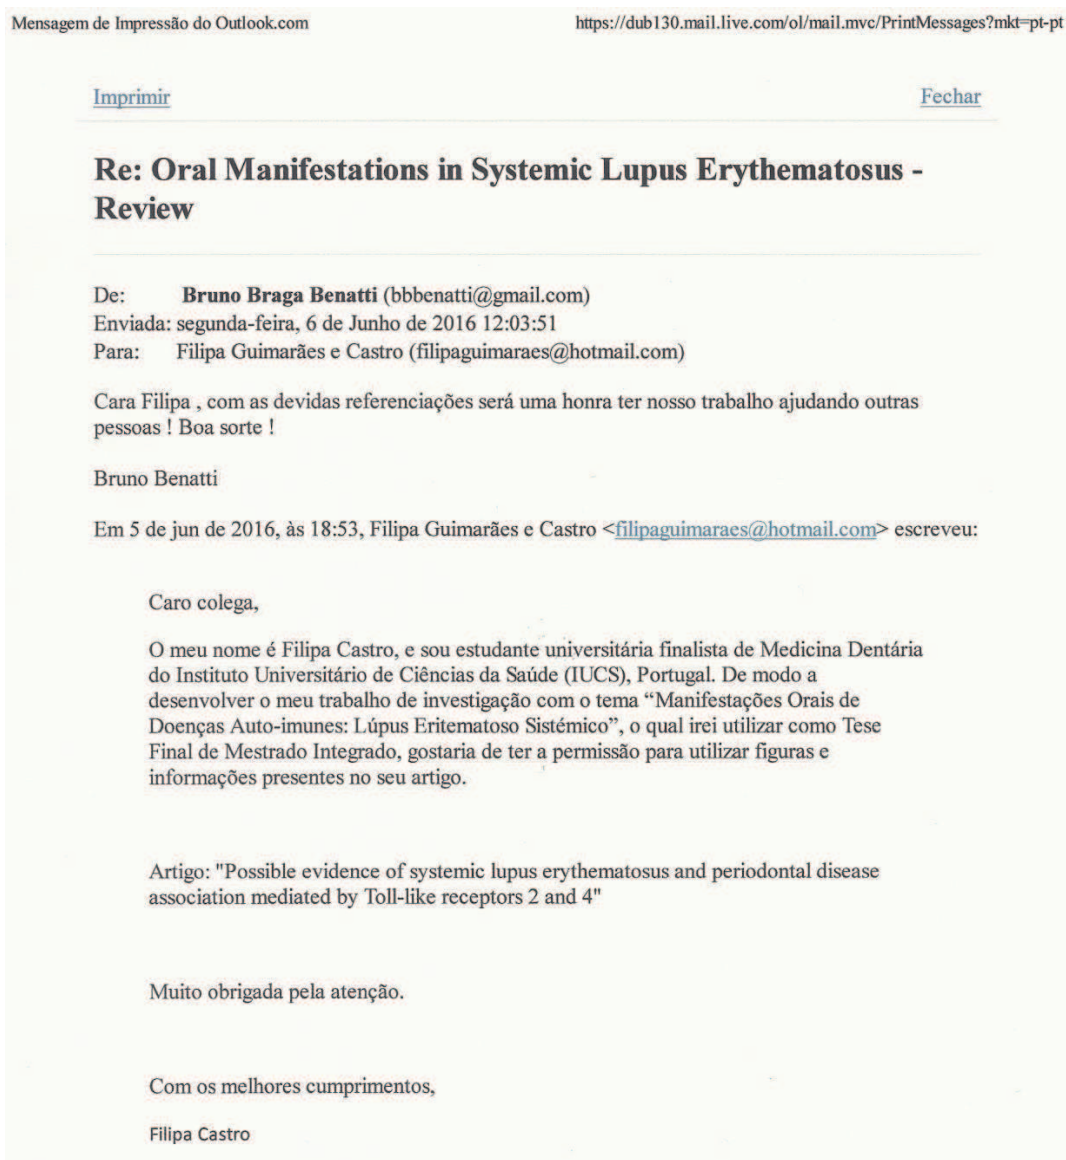 Mensagem de Impressão do Outlook.com
https://dub130.mail.live.com/ol/mail.mvc/PrintMessages?mkt=pt-pt
Imprimir
Fechar
Re: Oral Manifestations in Systemic Lupus Erythematosus -
Review
De: Bruno Braga Benatti (bbbenatti@gmail.com)
Enviada: segunda-feira, 6 de Junho de 2016 12:03:51
Para: Filipa Guimarães e Castro (filipaguimaraes@hotmail.com)
Cara Filipa , com as devidas referenciações será uma honra ter nosso trabalho ajudando outras
pessoas ! Boa sorte !
Bruno Benatti
Em 5 de jun de 2016, às 18:53, Filipa Guimarães e Castro <filipaguimaraes@hotmail.com> escreveu:
Caro colega,
O meu nome é Filipa Castro, e sou estudante universitária finalista de Medicina Dentária
do Instituto Universitário de Ciências da Saúde (IUCS), Portugal. De modo a
desenvolver o meu trabalho de investigação com o tema “Manifestações Orais de
Doenças Auto-imunes: Lúpus Eritematoso Sistémico”, o qual irei utilizar como Tese
Final de Mestrado Integrado, gostaria de ter a permissão para utilizar figuras e
informações presentes no seu artigo.
Artigo: "Possible evidence of systemic lupus erythematosus and periodontal disease
association mediated by Toll-like receptors 2 and 4"
Muito obrigada pela atenção.
Com os melhores cumprimentos,
Filipa Castro